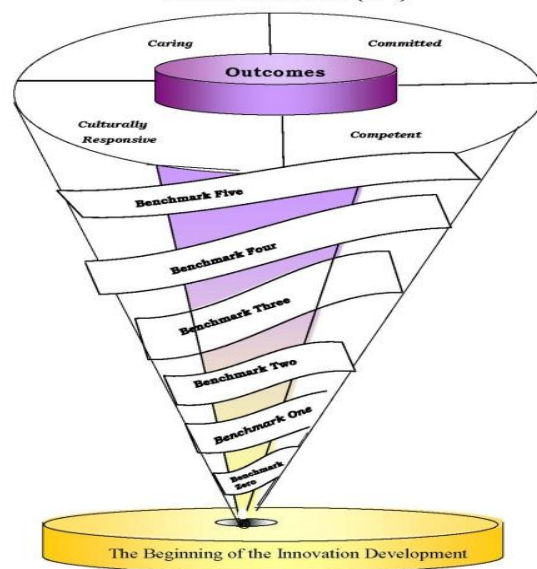 Caring
Committed
Outcomes
Culturally
Responsive
Competent
Benchmark Five
Benchmark Four
Benchmark Three
Benchmark Two
Benchmark One
Benchmark
Zero
The Beginning of the Innovation Development